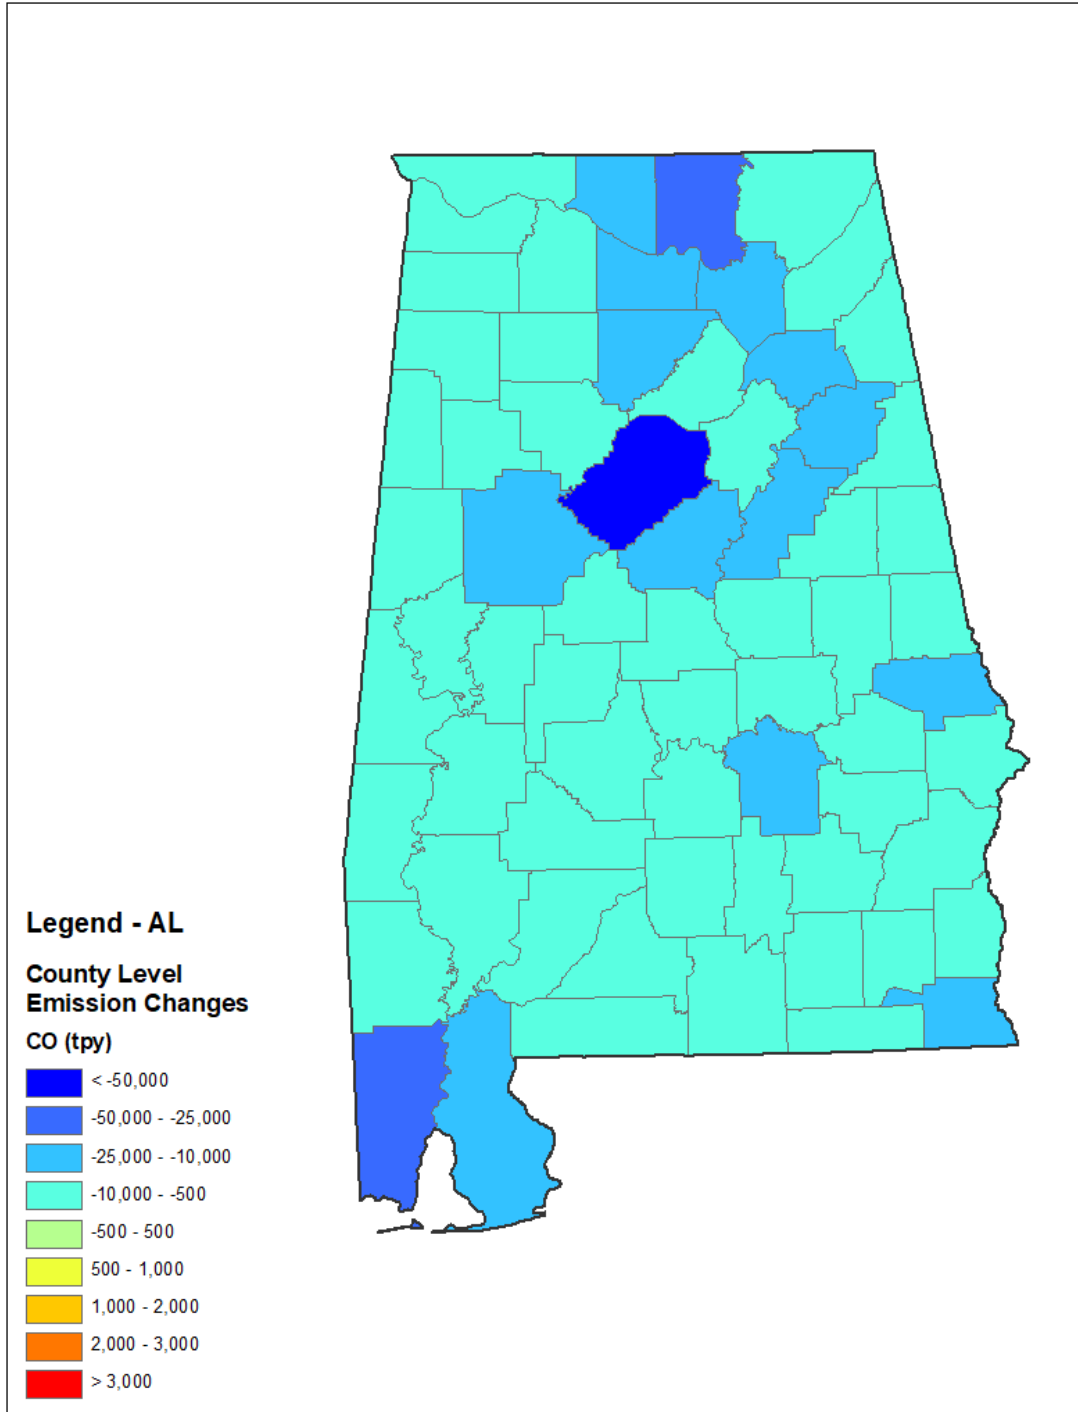 Legend - AL
County Level
Emission Changes
CO (tpy)
< -50,000
-50,000 - -25,000
-25,000 - -10,000
-10,000 - -500
-500 - 500
500 - 1,000
1,000 - 2,000
2,000 - 3,000
> 3,000